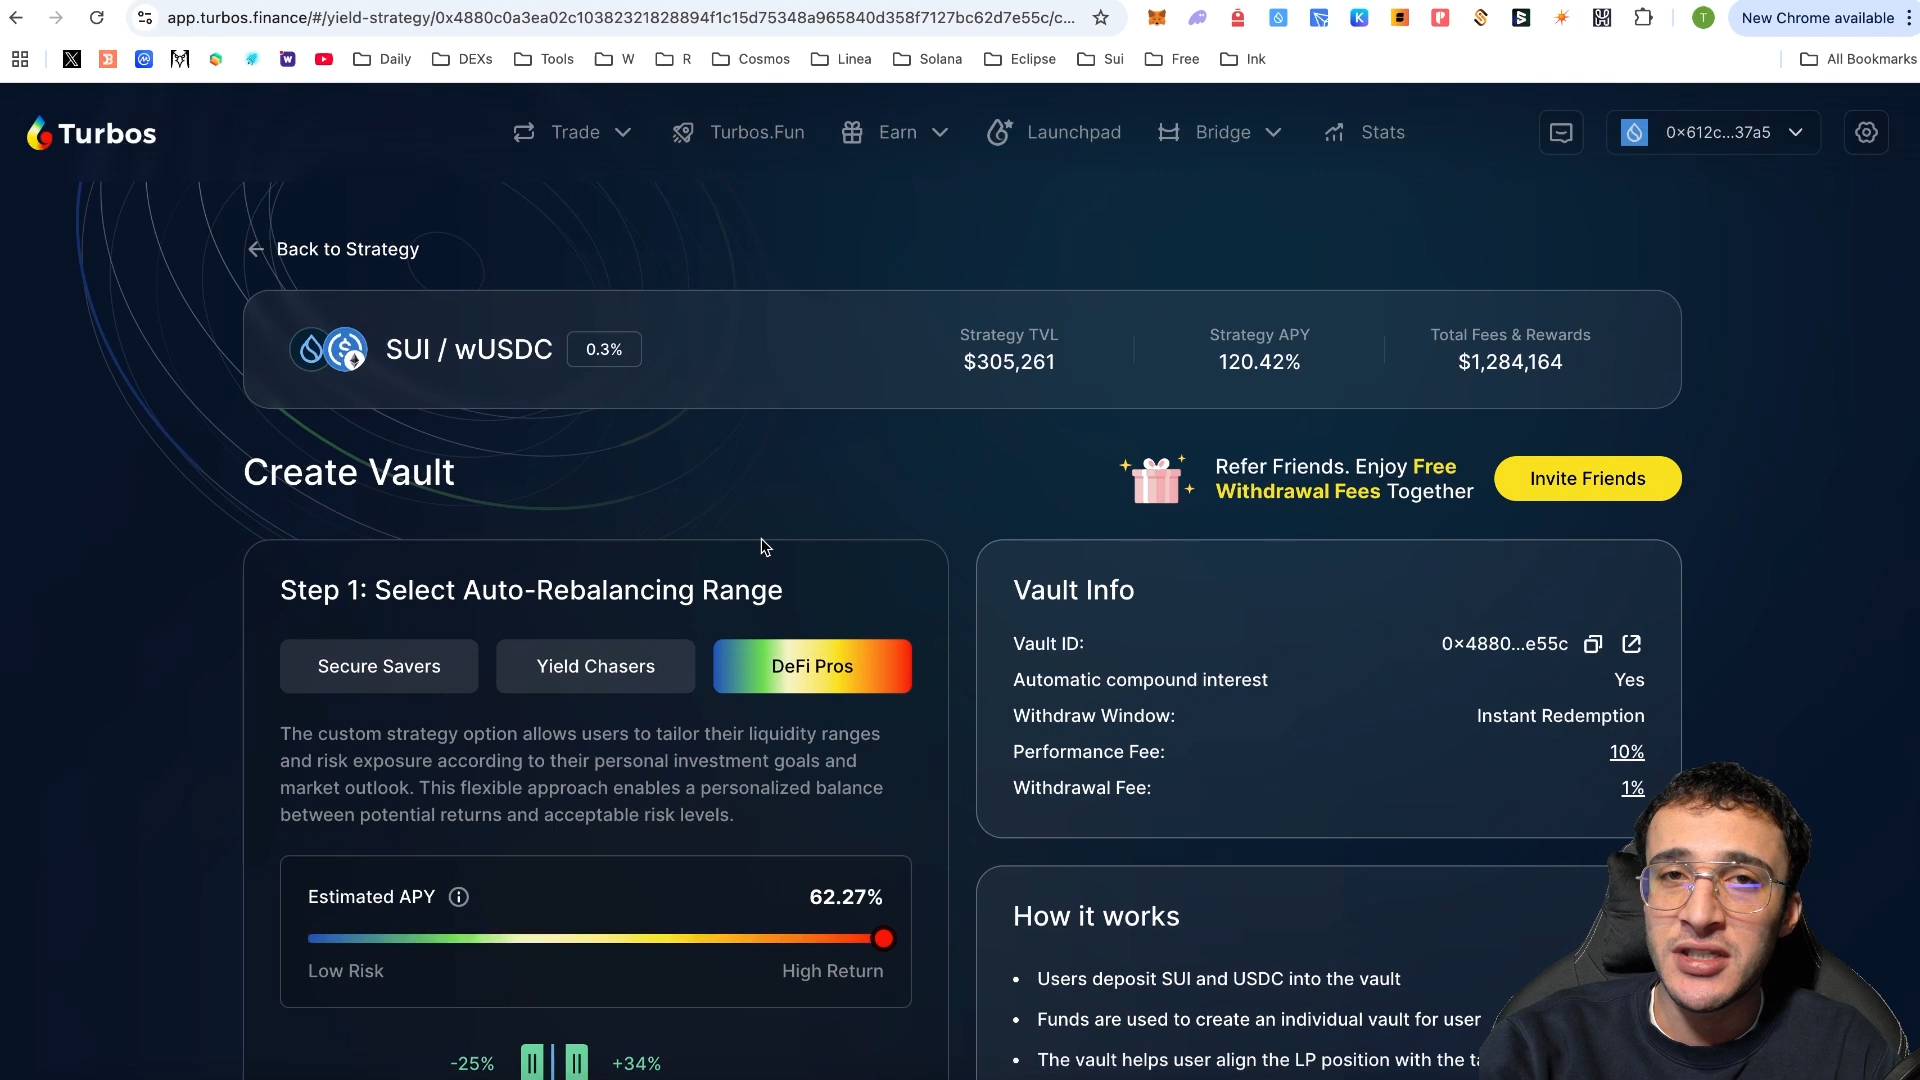 app.turbos.finance/#/yield-strategy/0x4880c0a3ea02c10382321828894f1c15d75348a965840d358f7127bc62d7e55c/c...
T
New Chrome available
Daily
DEXs
Tools
W
R
Cosmos
Linea
Solana
Eclipse
Sui
Free
Ink
All Bookmarks
Turbos
Trade
Turbos.Fun
Earn
Launchpad
Bridge
Stats
0x612c...37a5
Back to Strategy
SUI / wUSDC
0.3%
Strategy TVL
$305,261
Strategy APY
120.42%
Total Fees & Rewards
$1,284,164
Create Vault
Refer Friends. Enjoy Free
Withdrawal Fees Together
Invite Friends
Step 1: Select Auto-Rebalancing Range
Secure Savers
Yield Chasers
DeFi Pros
The custom strategy option allows users to tailor their liquidity ranges
and risk exposure according to their personal investment goals and
market outlook. This flexible approach enables a personalized balance
between potential returns and acceptable risk levels.
Estimated APY
62.27%
Low Risk
High Return
-25%
+34%
Vault Info
Vault ID:
0x4880...e55c
Automatic compound interest
Yes
Withdraw Window:
Instant Redemption
Performance Fee:
10%
Withdrawal Fee:
1%
How it works
• Users deposit SUI and USDC into the vault
• Funds are used to create an individual vault for user
• The vault helps user align the LP position with the